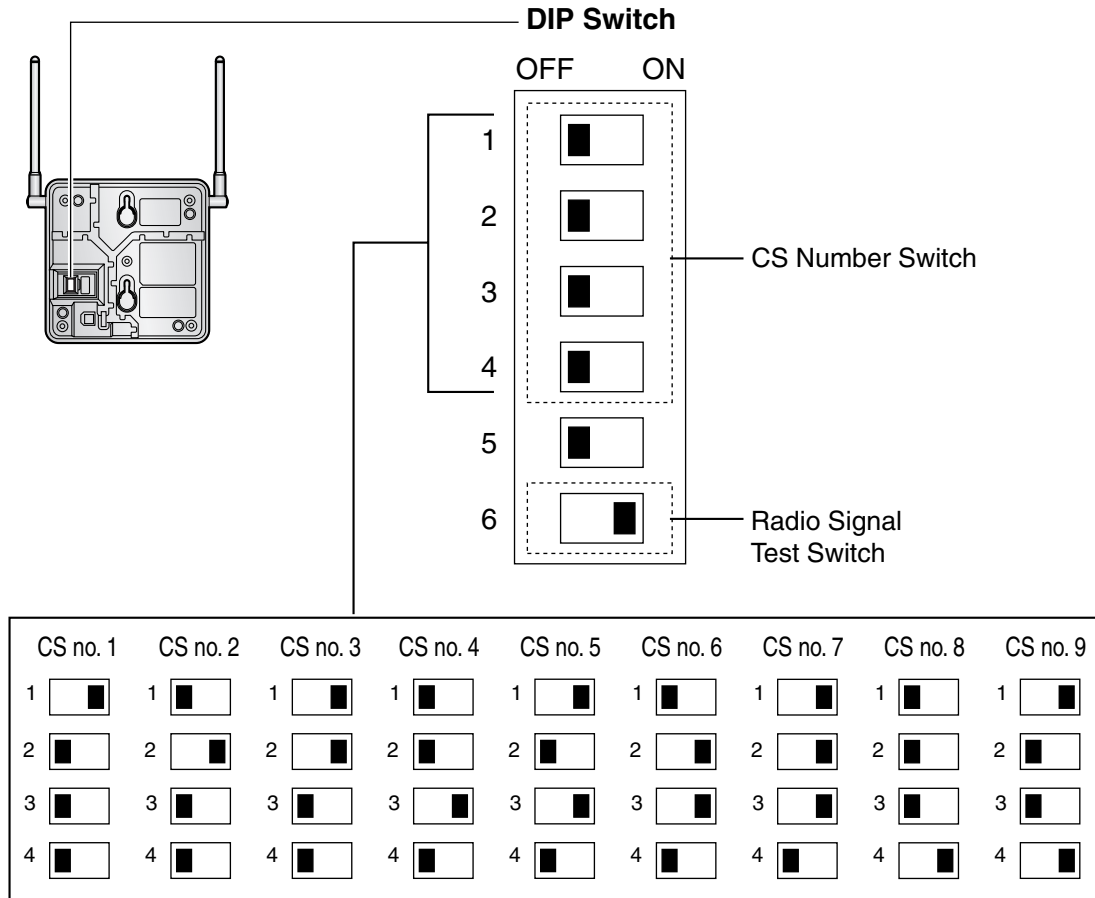 DIP Switch
OFF ON
1
2
3
4
5
6
CS Number Switch
Radio Signal
Test Switch
CS no. 1 CS no. 2 CS no. 3 CS no. 4 CS no. 5 CS no. 6 CS no. 7 CS no. 8 CS no. 9
1 1 1 1 1 1 1 1 1
2 2 2 2 2 2 2 2 2
3 3 3 3 3 3 3 3 3
4 4 4 4 4 4 4 4 4